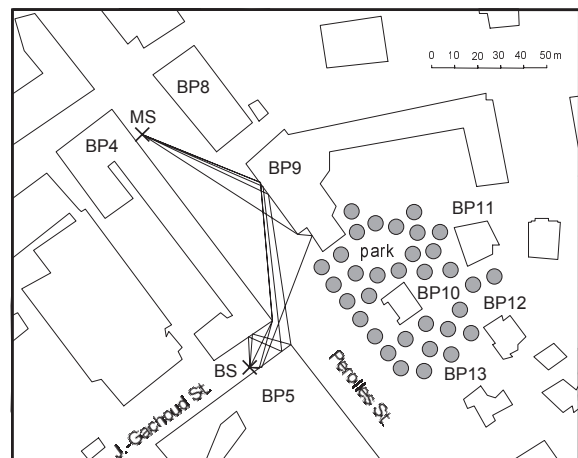 0 10 20 30 40 50 m
BP8
MS
BP4
BP9
BP11
park
BP10
BP12
BS
BP5
BP13
J.-Gachoud St.
Perolles St.